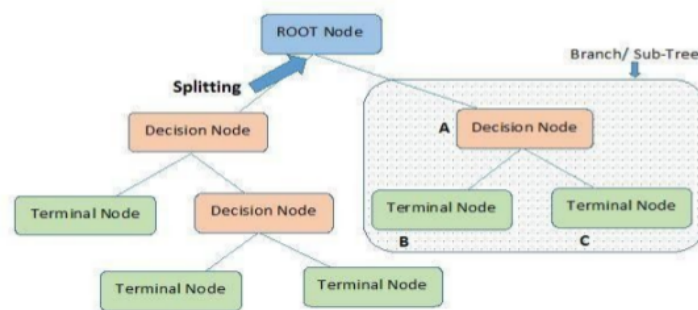 ROOT Node
Branch/ Sub-Tree
Splitting
Decision Node
A Decision Node
Terminal Node
Decision Node
Terminal Node
Terminal Node
B
C
Terminal Node
Terminal Node